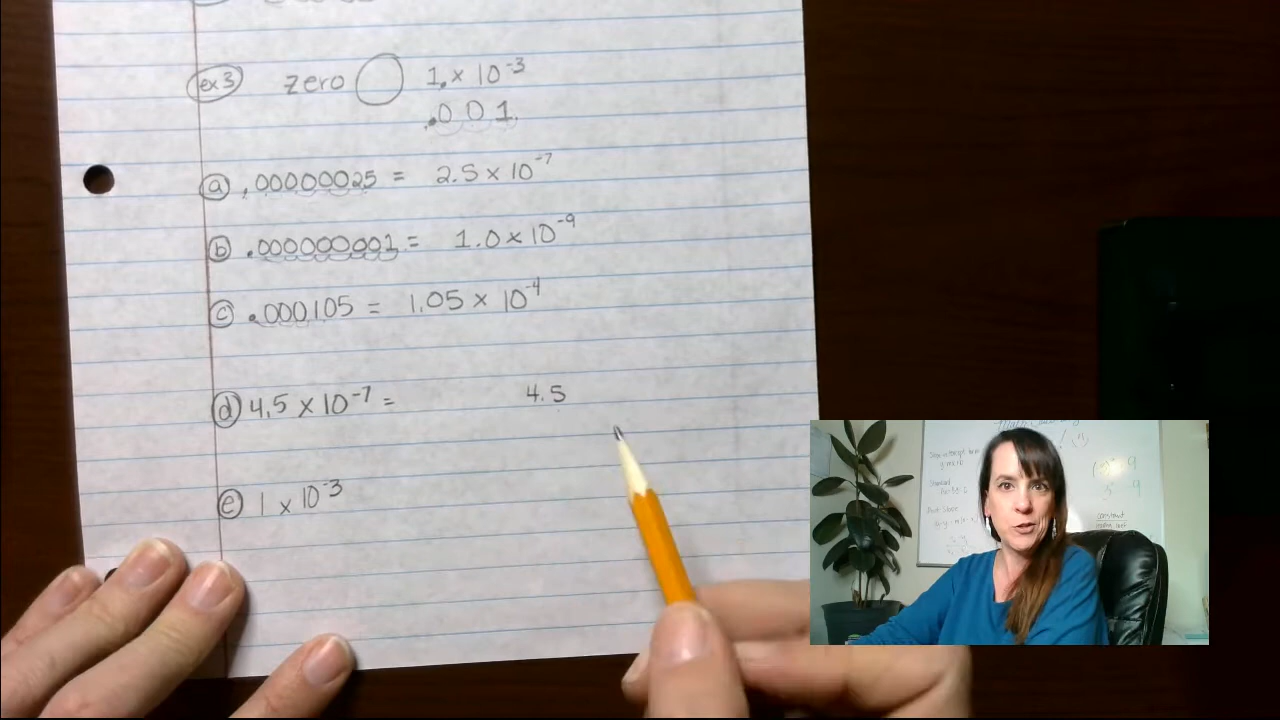 ex3 zero 1. × 10⁻³
.001.
a .00000025 = 2.5 × 10⁻⁷
b .000000001 = 1.0 × 10⁻⁹
c .000105 = 1.05 × 10⁻⁴
d 4.5 × 10⁻⁷ = 4.5
e 1 × 10⁻³